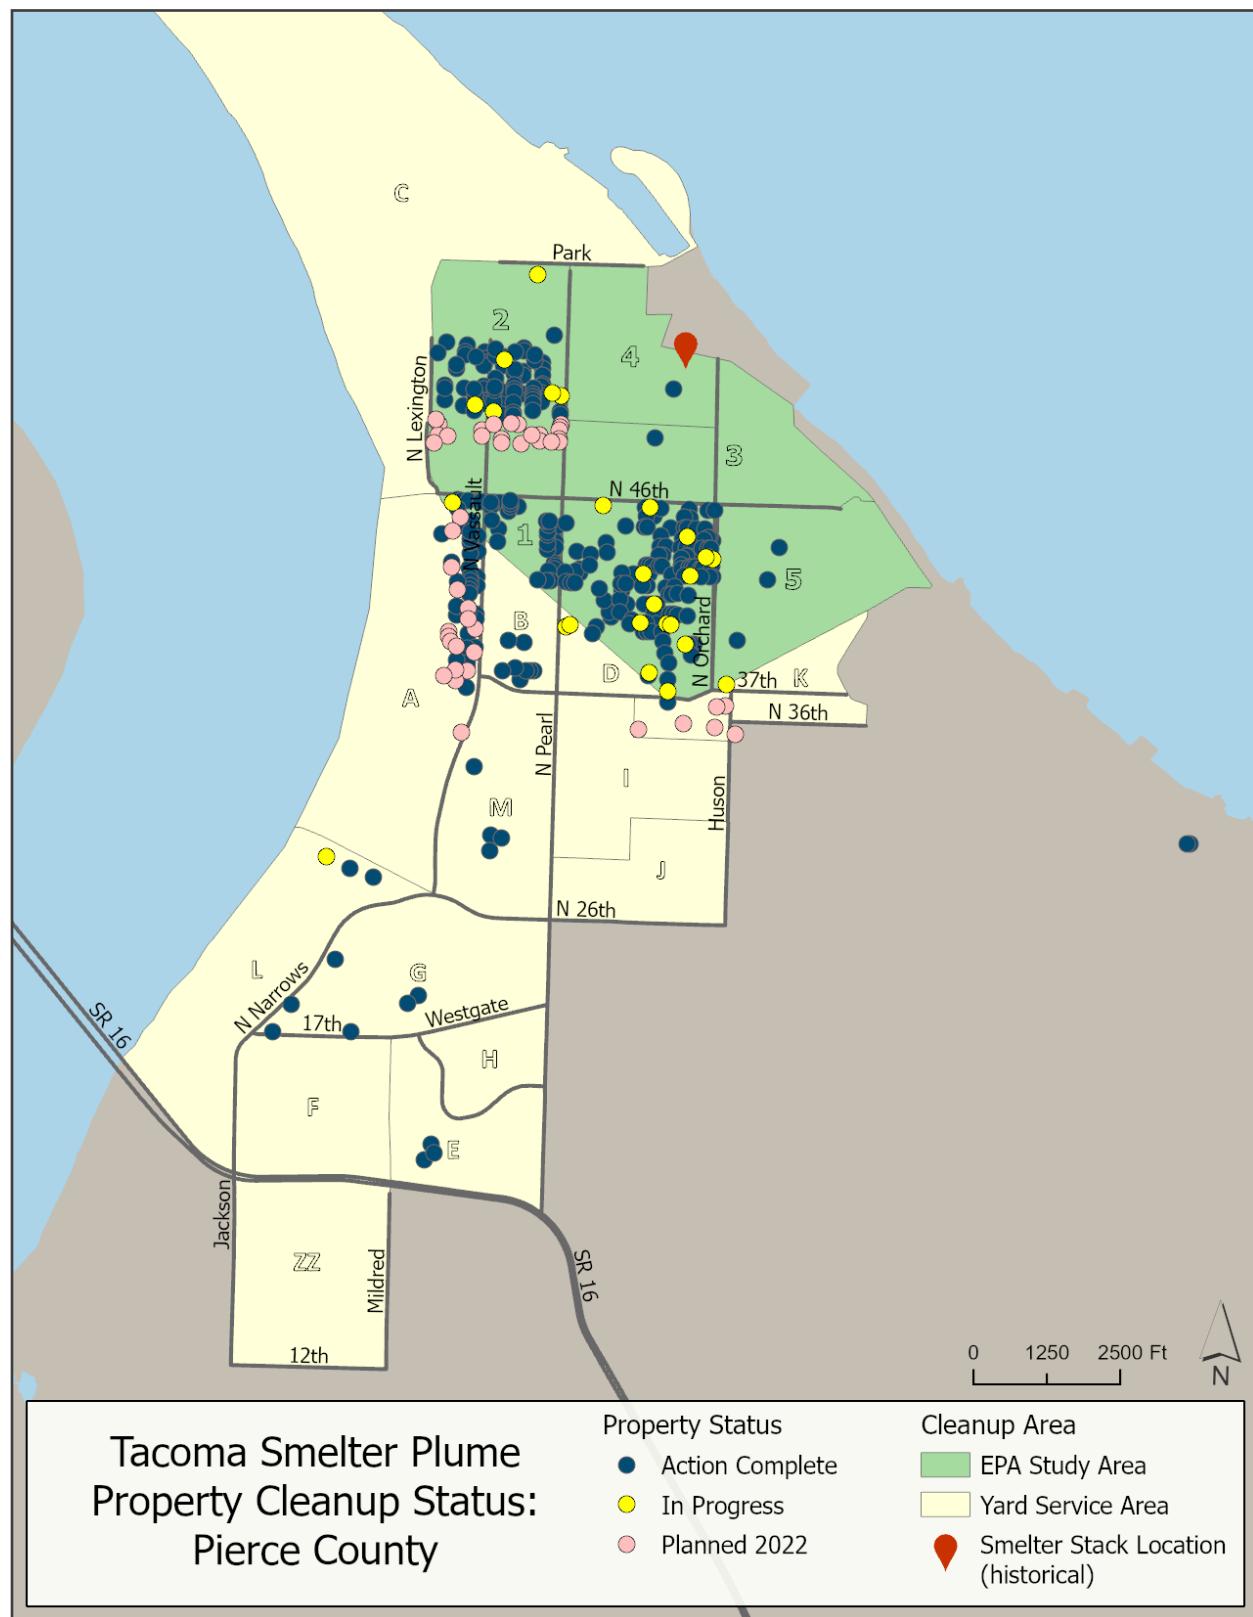 C
Park
2
4
N Lexington
3
N 46th
N Vassault
1
5
B
N Orchard
D
37th
K
A
N 36th
N Pearl
I
Huson
M
J
N 26th
L
G
N Narrows
SR 16
17th
Westgate
H
F
E
Jackson
ZZ
Mildred
SR 16
12th
0 1250 2500 Ft
N
Tacoma Smelter Plume
Property Cleanup Status:
Pierce County
Property Status
Action Complete
In Progress
Planned 2022
Cleanup Area
EPA Study Area
Yard Service Area
Smelter Stack Location
(historical)